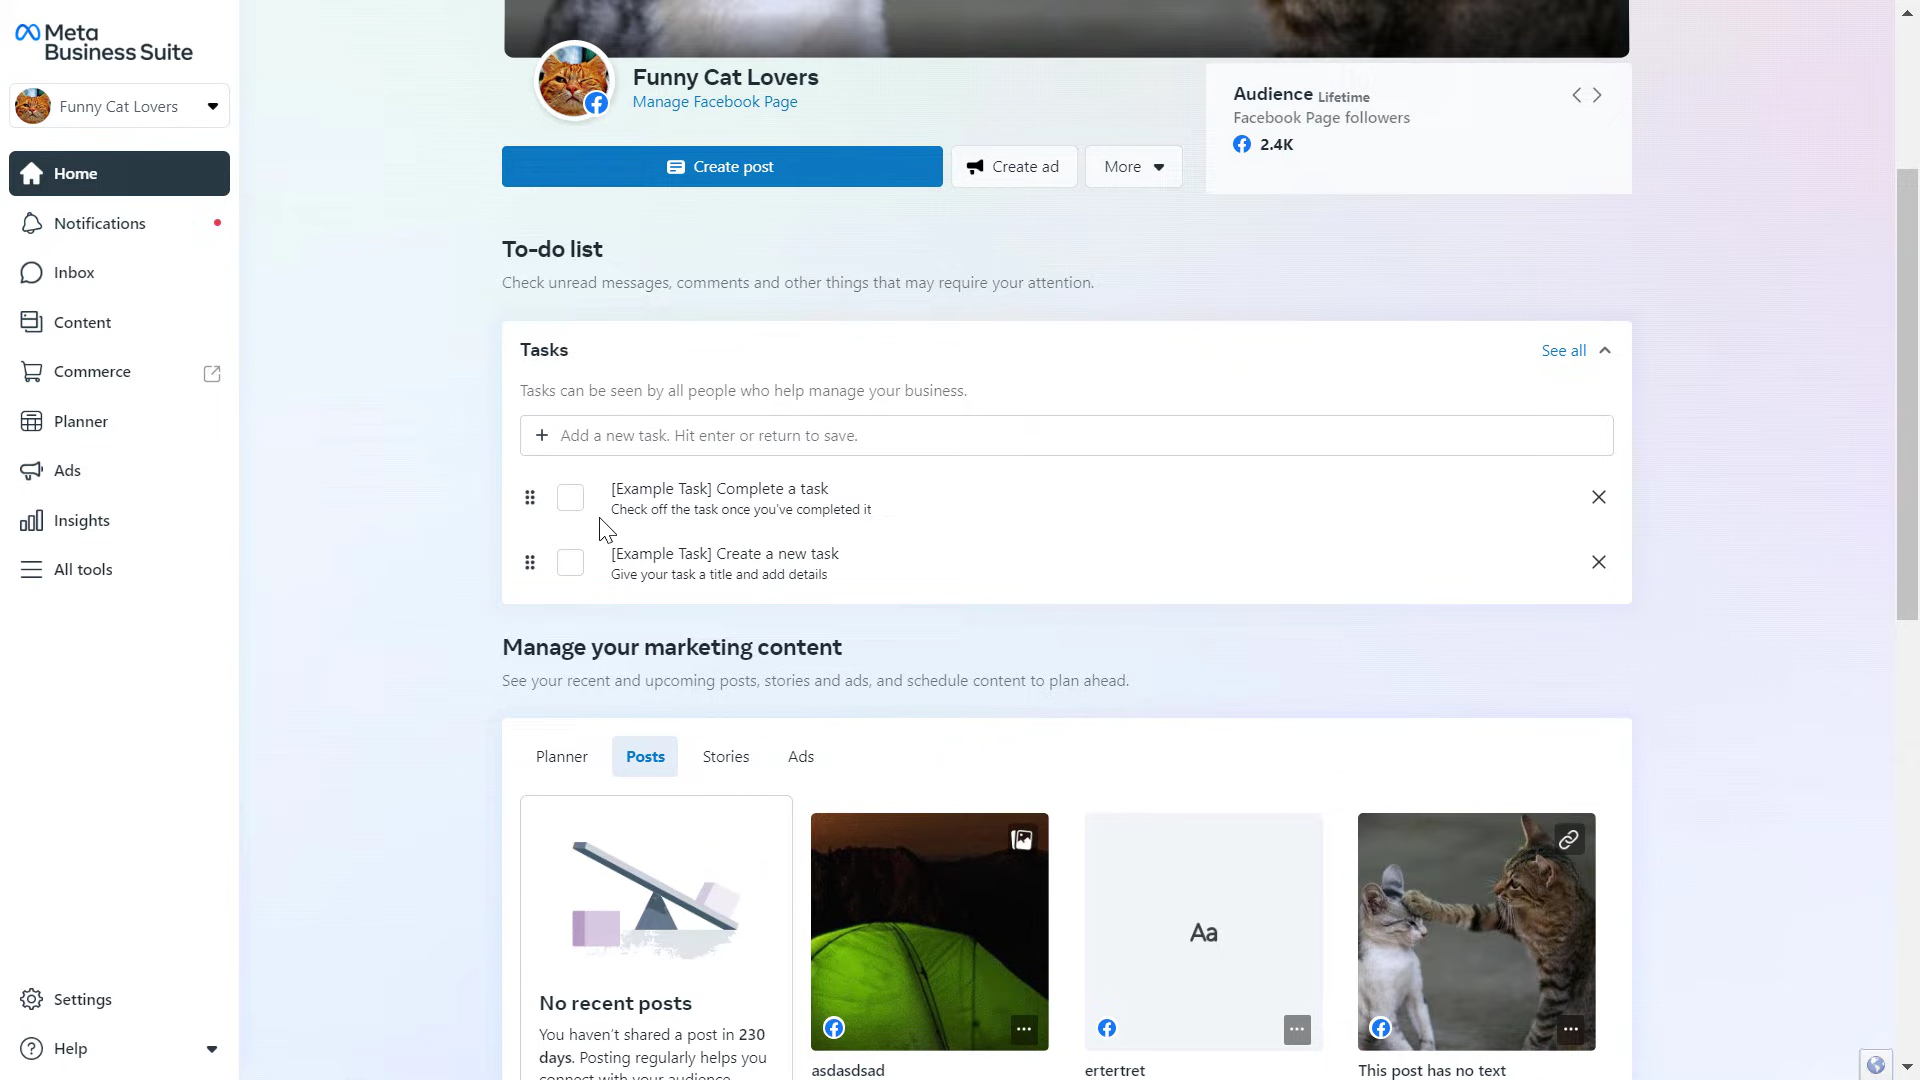 Meta
Business Suite
Funny Cat Lovers
Home
Notifications
Inbox
Content
Commerce
Planner
Ads
Insights
All tools
Settings
Help
Funny Cat Lovers
Manage Facebook Page
Create post
Create ad
More
Audience Lifetime
Facebook Page followers
2.4K
To-do list
Check unread messages, comments and other things that may require your attention.
Tasks
See all
Tasks can be seen by all people who help manage your business.
+ Add a new task. Hit enter or return to save.
[Example Task] Complete a task
Check off the task once you've completed it
[Example Task] Create a new task
Give your task a title and add details
Manage your marketing content
See your recent and upcoming posts, stories and ads, and schedule content to plan ahead.
Planner
Posts
Stories
Ads
No recent posts
You haven't shared a post in 230
days. Posting regularly helps you
connect with your audience
asdasdsad
Aa
ertertret
This post has no text